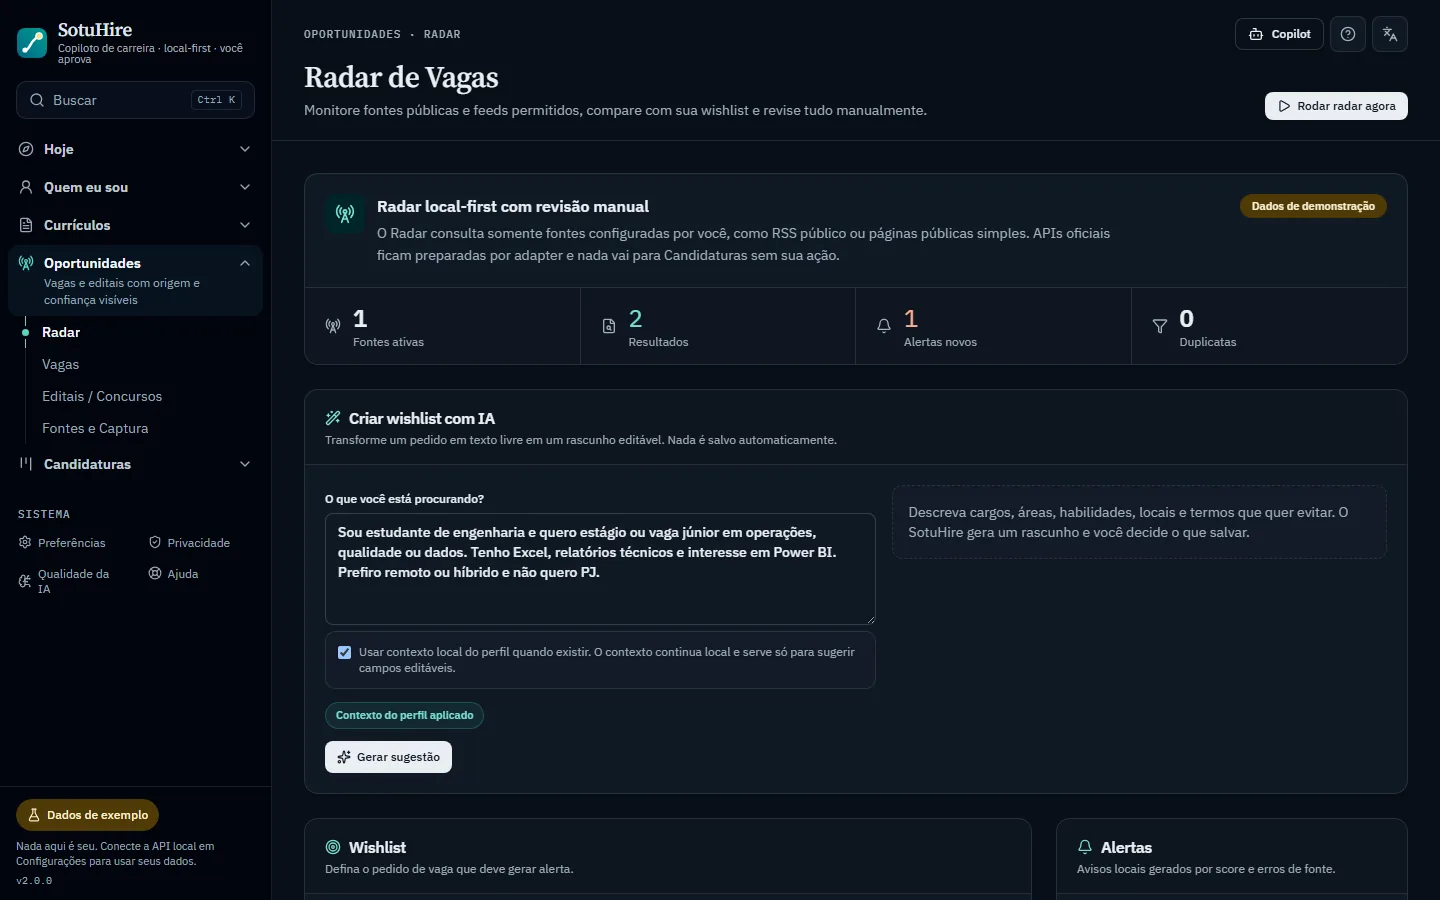 SotuHire
Copiloto de carreira · local-first · você
aprova
Buscar
Ctrl K
Hoje
Quem eu sou
Currículos
Oportunidades
Vagas e editais com origem e
confiança visíveis
Radar
Vagas
Editais / Concursos
Fontes e Captura
Candidaturas
SISTEMA
Preferências
Privacidade
Qualidade da
IA
Ajuda
Dados de exemplo
Nada aqui é seu. Conecte a API local em
Configurações para usar seus dados.
v2.0.0
OPORTUNIDADES · RADAR
Copilot
Radar de Vagas
Monitore fontes públicas e feeds permitidos, compare com sua wishlist e revise tudo manualmente.
Rodar radar agora
Radar local-first com revisão manual
Dados de demonstração
O Radar consulta somente fontes configuradas por você, como RSS público ou páginas públicas simples. APIs oficiais
ficam preparadas por adapter e nada vai para Candidaturas sem sua ação.
1
Fontes ativas
2
Resultados
1
Alertas novos
0
Duplicatas
Criar wishlist com IA
Transforme um pedido em texto livre em um rascunho editável. Nada é salvo automaticamente.
O que você está procurando?
Sou estudante de engenharia e quero estágio ou vaga júnior em operações,
qualidade ou dados. Tenho Excel, relatórios técnicos e interesse em Power BI.
Prefiro remoto ou híbrido e não quero PJ.
Descreva cargos, áreas, habilidades, locais e termos que quer evitar. O
SotuHire gera um rascunho e você decide o que salvar.
Usar contexto local do perfil quando existir. O contexto continua local e serve só para sugerir
campos editáveis.
Contexto do perfil aplicado
Gerar sugestão
Wishlist
Defina o pedido de vaga que deve gerar alerta.
Alertas
Avisos locais gerados por score e erros de fonte.